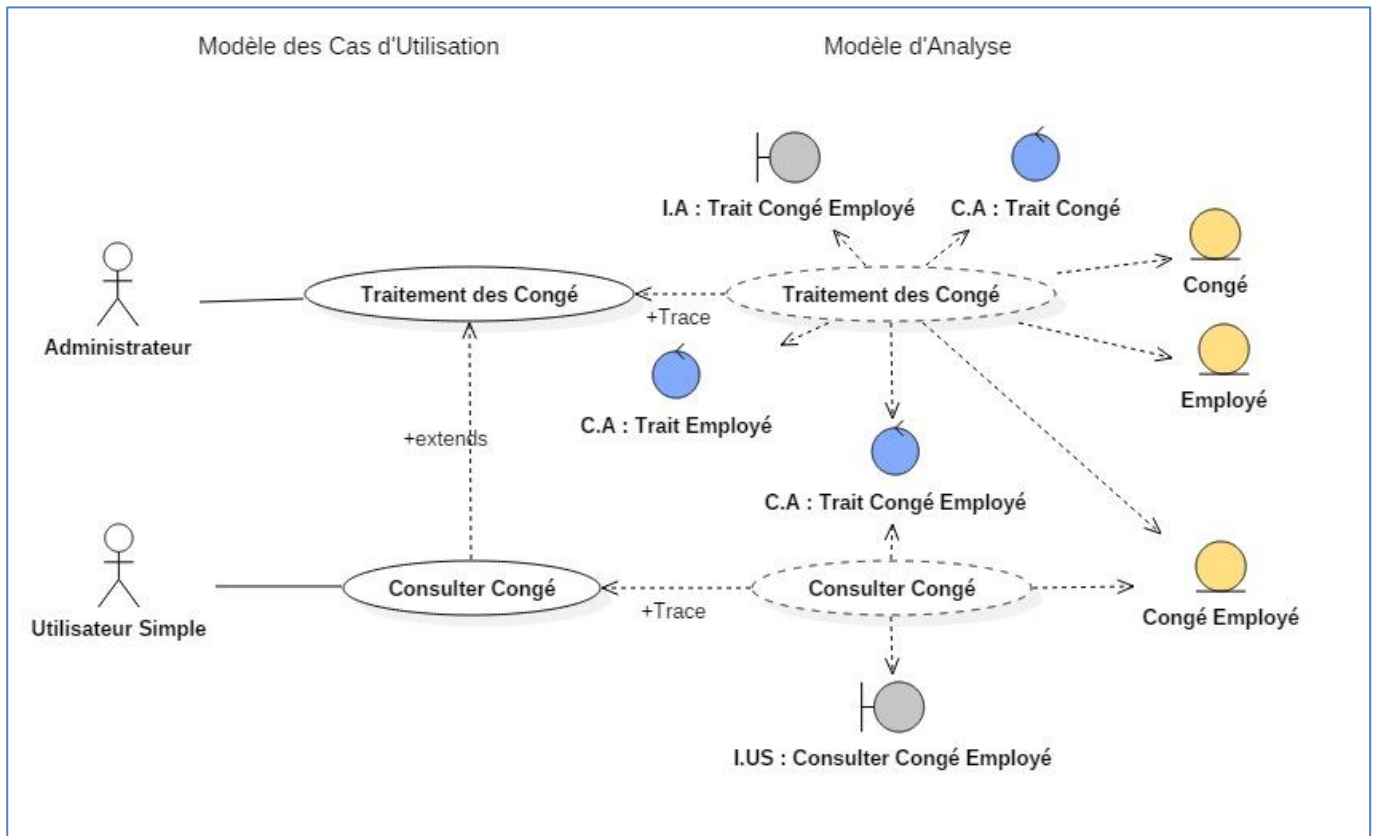 Modèle des Cas d'Utilisation
Modèle d'Analyse
I.A : Trait Congé Employé
C.A : Trait Congé
Congé
Administrateur
Traitement des Congé
+Trace
Traitement des Congé
Employé
C.A : Trait Employé
+extends
C.A : Trait Congé Employé
Utilisateur Simple
Consulter Congé
+Trace
Consulter Congé
Congé Employé
I.US : Consulter Congé Employé